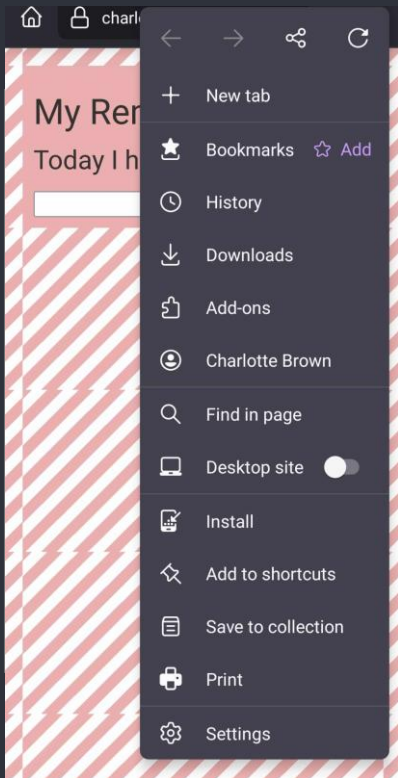 charl
My Rer
Today I h
New tab
Bookmarks Add
History
Downloads
Add-ons
Charlotte Brown
Find in page
Desktop site
Install
Add to shortcuts
Save to collection
Print
Settings